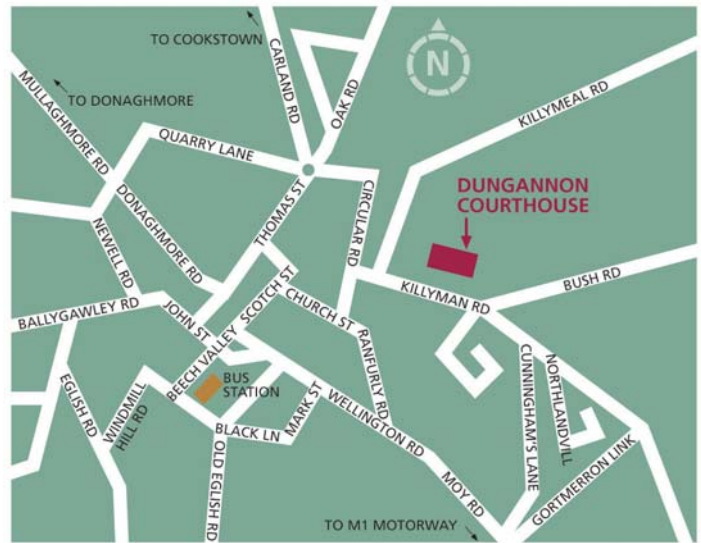 TO COOKSTOWN
TO DONAGHMORE
CARLAND RD
OAK RD
N
MULLAGHMORE RD
QUARRY LANE
KILLYMEAL RD
DONAGHMORE RD
THOMAS ST
CIRCULAR RD
DUNGANNON
COURTHOUSE
NEWELL RD
SCOTCH ST
KILLYMAN RD
BUSH RD
BALLYGAWLEY RD
JOHN ST
CHURCH ST
BEECH VALLEY
RANFURLY RD
BUS
STATION
EGLISH RD
WINDMILL
HILL RD
BLACK LN
MARK ST
WELLINGTON RD
CUNNINGHAM'S LANE
NORTHLANDVILL
OLD EGLISH RD
MOY RD
GORTMERRON LINK
TO M1 MOTORWAY